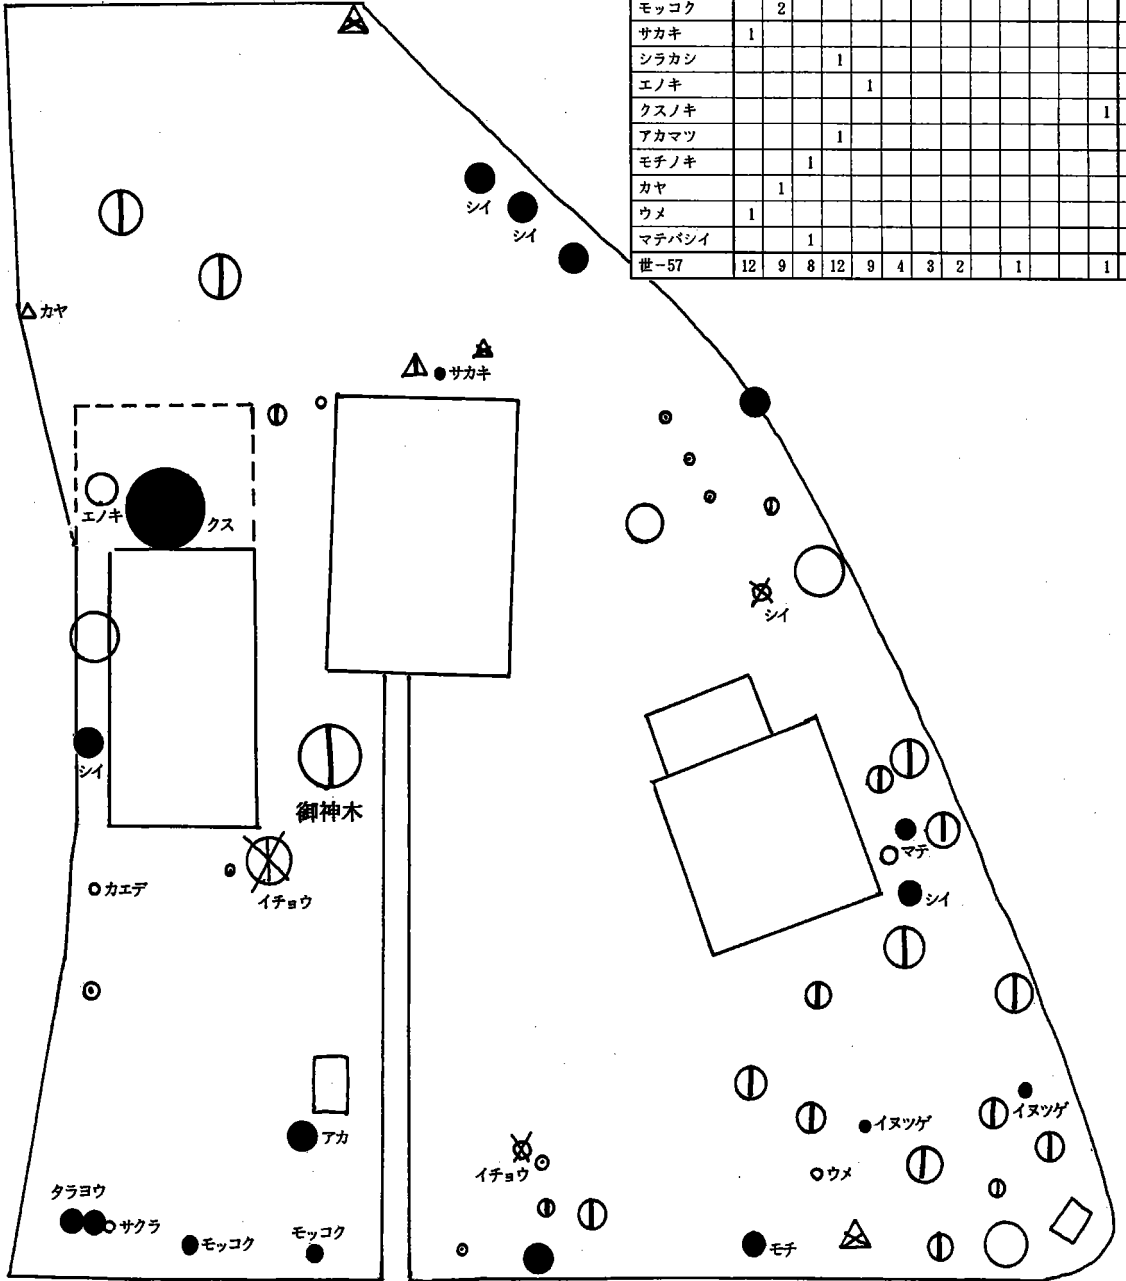 モッコク 2
サカキ 1
シラカシ 1
エノキ 1
クスノキ 1
アカマツ 1
モチノキ 1
カヤ 1
ウメ 1
マテバシイ 1
世-57 12 9 8 12 9 4 3 2 1 1
シイ
シイ
カヤ
サカキ
エノキ
クス
シイ
シイ
御神木
マテ
カエデ
イチョウ
シイ
アカ
イヌツゲ
イヌツゲ
イチョウ
ウメ
タラヨウ
サクラ
モッコク
モッコク
モチ